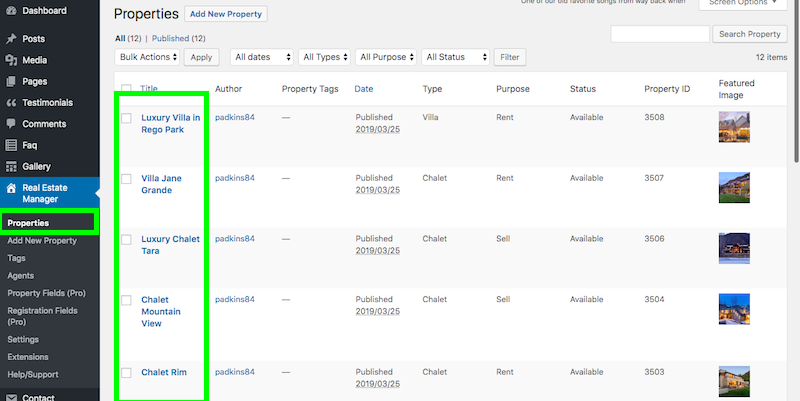 One of our old favorite songs from way back when
Screen Options
Dashboard
Posts
Media
Pages
Testimonials
Comments
Faq
Gallery
Real Estate
Manager
Properties
Add New Property
Tags
Agents
Property Fields (Pro)
Registration Fields
(Pro)
Settings
Extensions
Help/Support
Contact
Properties Add New Property
All (12) | Published (12)
Search Property
Bulk Actions Apply All dates All Types All Purpose All Status Filter 12 items
Title Author Property Tags Date Type Purpose Status Property ID Featured
Image
Luxury Villa in padkins84 — Published Villa Rent Available 3508
Rego Park 2019/03/25
Villa Jane padkins84 — Published Chalet Rent Available 3507
Grande 2019/03/25
Luxury Chalet padkins84 — Published Chalet Sell Available 3506
Tara 2019/03/25
Chalet padkins84 — Published Chalet Sell Available 3504
Mountain 2019/03/25
View
Chalet Rim padkins84 — Published Chalet Rent Available 3503
2019/03/25